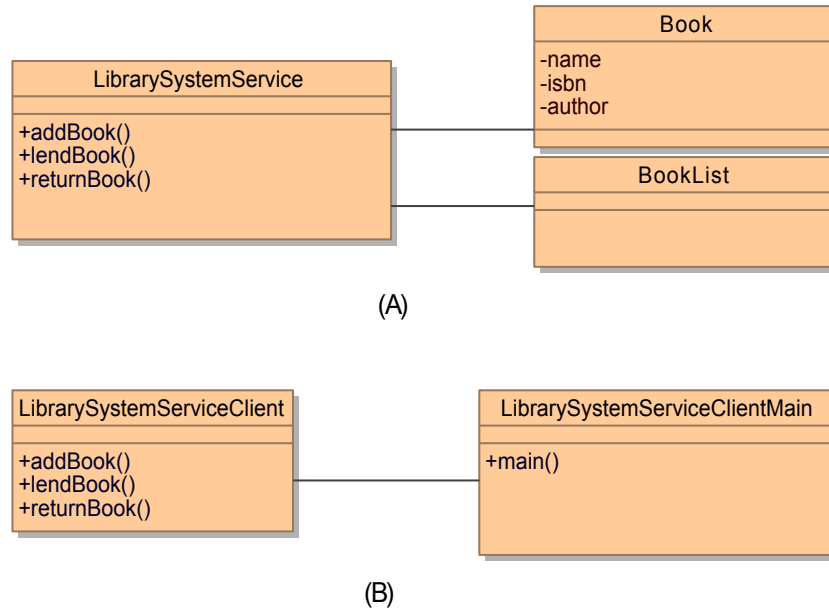 LibrarySystemService
+addBook()
+lendBook()
+returnBook()
Book
-name
-isbn
-author
BookList
(A)
LibrarySystemServiceClient
+addBook()
+lendBook()
+returnBook()
LibrarySystemServiceClientMain
+main()
(B)